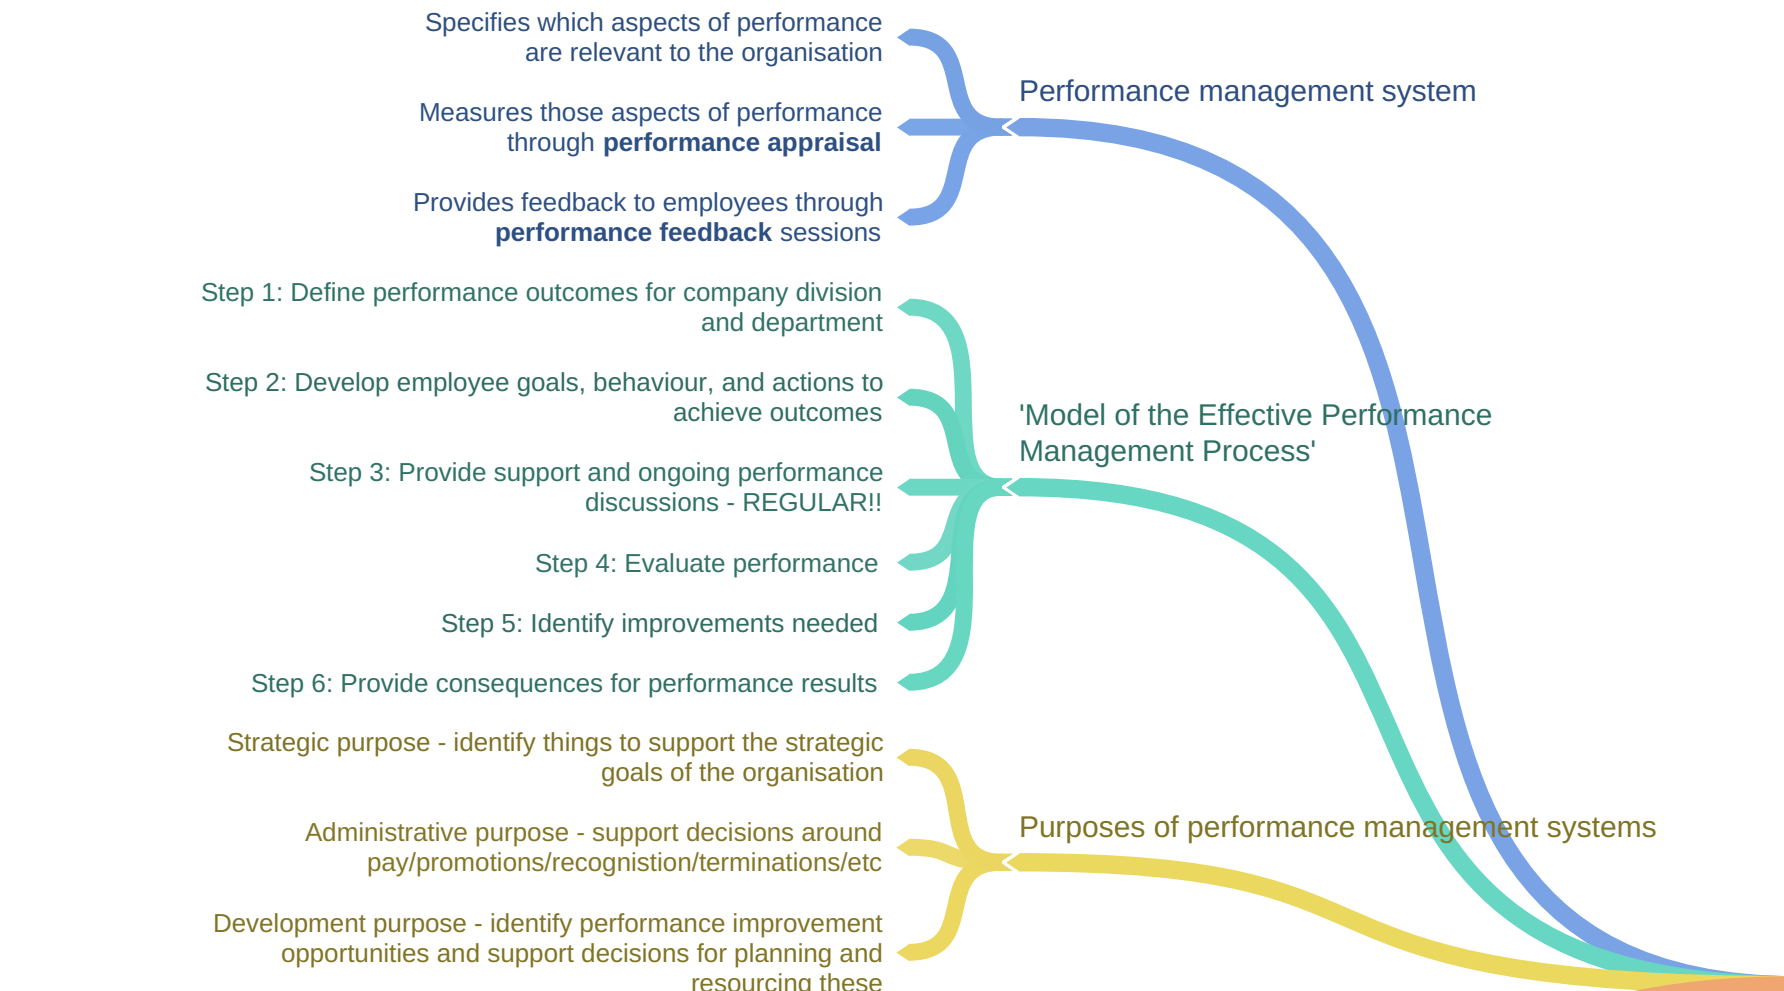 Specifies which aspects of performance
are relevant to the organisation
Measures those aspects of performance
through performance appraisal
Provides feedback to employees through
performance feedback sessions
Performance management system
Step 1: Define performance outcomes for company division
and department
Step 2: Develop employee goals, behaviour, and actions to
achieve outcomes
Step 3: Provide support and ongoing performance
discussions - REGULAR!!
Step 4: Evaluate performance
Step 5: Identify improvements needed
Step 6: Provide consequences for performance results
'Model of the Effective Performance
Management Process'
Strategic purpose - identify things to support the strategic
goals of the organisation
Administrative purpose - support decisions around
pay/promotions/recognistion/terminations/etc
Development purpose - identify performance improvement
opportunities and support decisions for planning and
resourcing these
Purposes of performance management systems